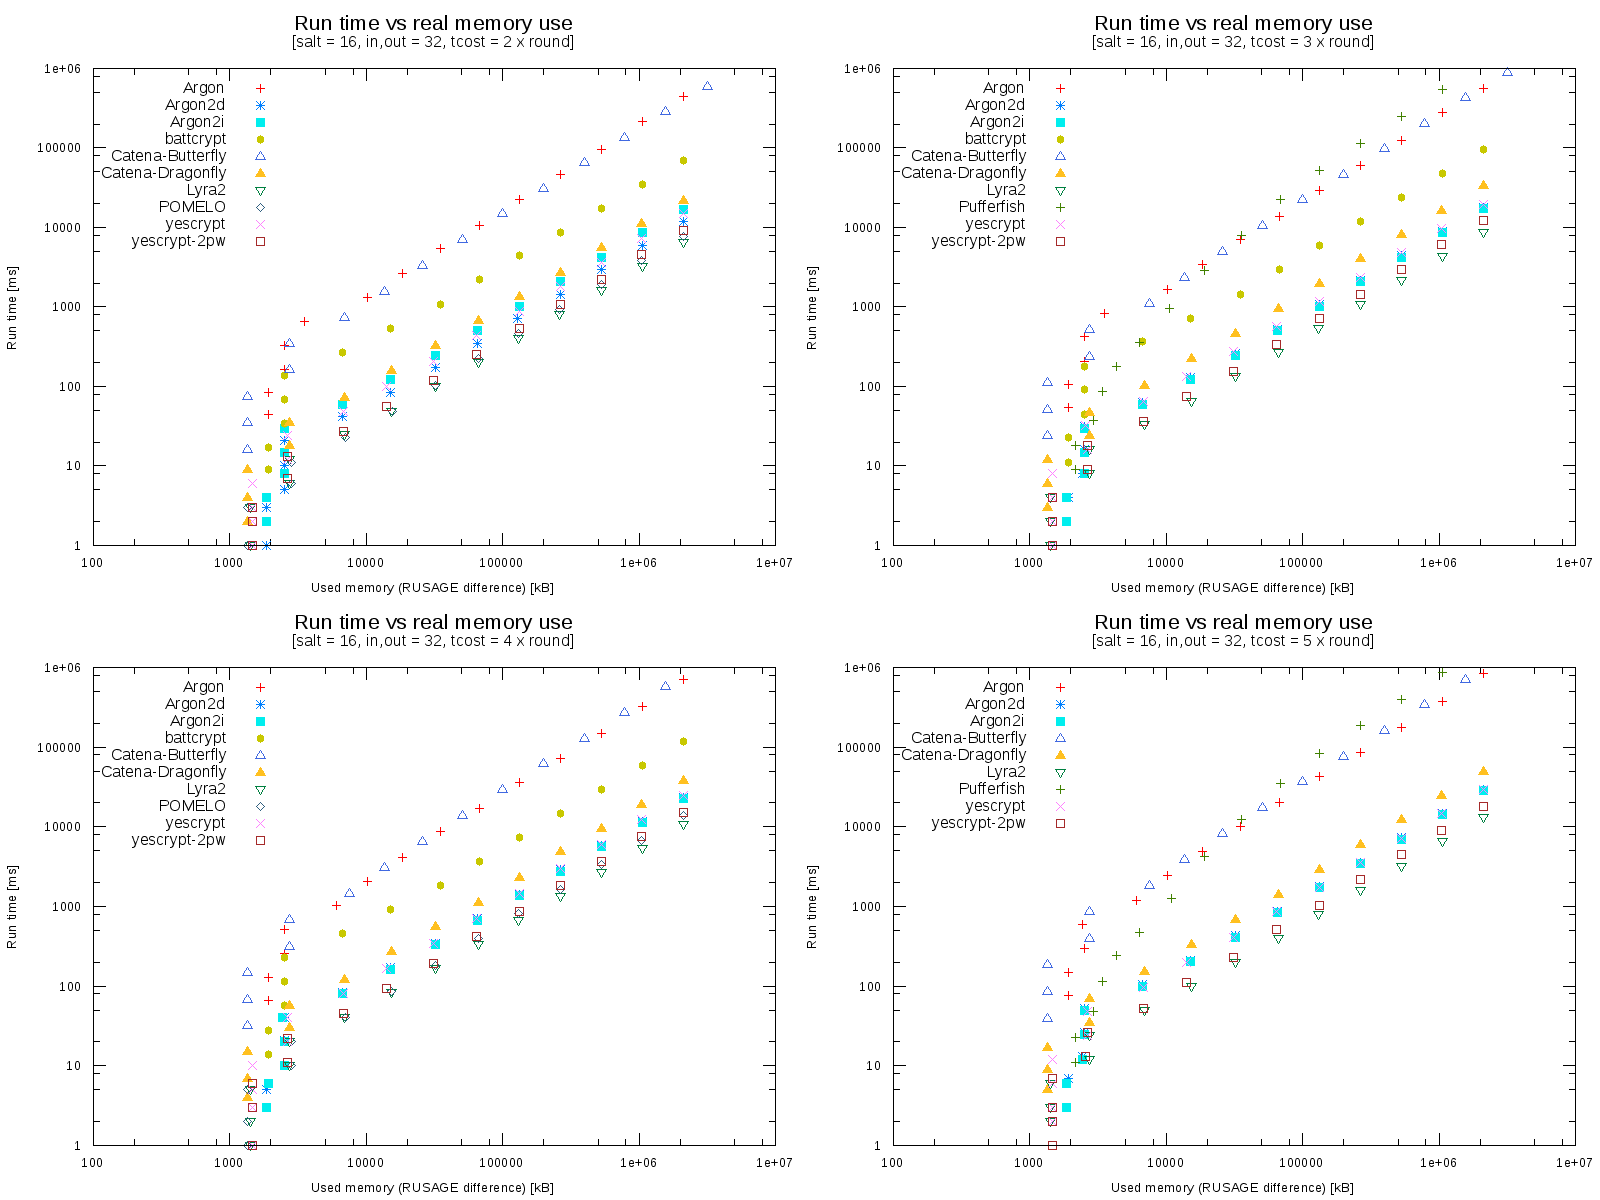 Run time vs real memory use
[salt = 16, in,out = 32, tcost = 2 x round]
1e+06
100000
10000
1000
100
10
1
Run time [ms]
Argon
Argon2d
Argon2i
battcrypt
Catena-Butterfly
Catena-Dragonfly
Lyra2
POMELO
yescrypt
yescrypt-2pw
100 1000 10000 100000 1e+06 1e+07
Used memory (RUSAGE difference) [kB]
Run time vs real memory use
[salt = 16, in,out = 32, tcost = 3 x round]
1e+06
100000
10000
1000
100
10
1
Run time [ms]
Argon
Argon2d
Argon2i
battcrypt
Catena-Butterfly
Catena-Dragonfly
Lyra2
Pufferfish
yescrypt
yescrypt-2pw
100 1000 10000 100000 1e+06 1e+07
Used memory (RUSAGE difference) [kB]
Run time vs real memory use
[salt = 16, in,out = 32, tcost = 4 x round]
1e+06
100000
10000
1000
100
10
1
Run time [ms]
Argon
Argon2d
Argon2i
battcrypt
Catena-Butterfly
Catena-Dragonfly
Lyra2
POMELO
yescrypt
yescrypt-2pw
100 1000 10000 100000 1e+06 1e+07
Used memory (RUSAGE difference) [kB]
Run time vs real memory use
[salt = 16, in,out = 32, tcost = 5 x round]
1e+06
100000
10000
1000
100
10
1
Run time [ms]
Argon
Argon2d
Argon2i
Catena-Butterfly
Catena-Dragonfly
Lyra2
Pufferfish
yescrypt
yescrypt-2pw
100 1000 10000 100000 1e+06 1e+07
Used memory (RUSAGE difference) [kB]